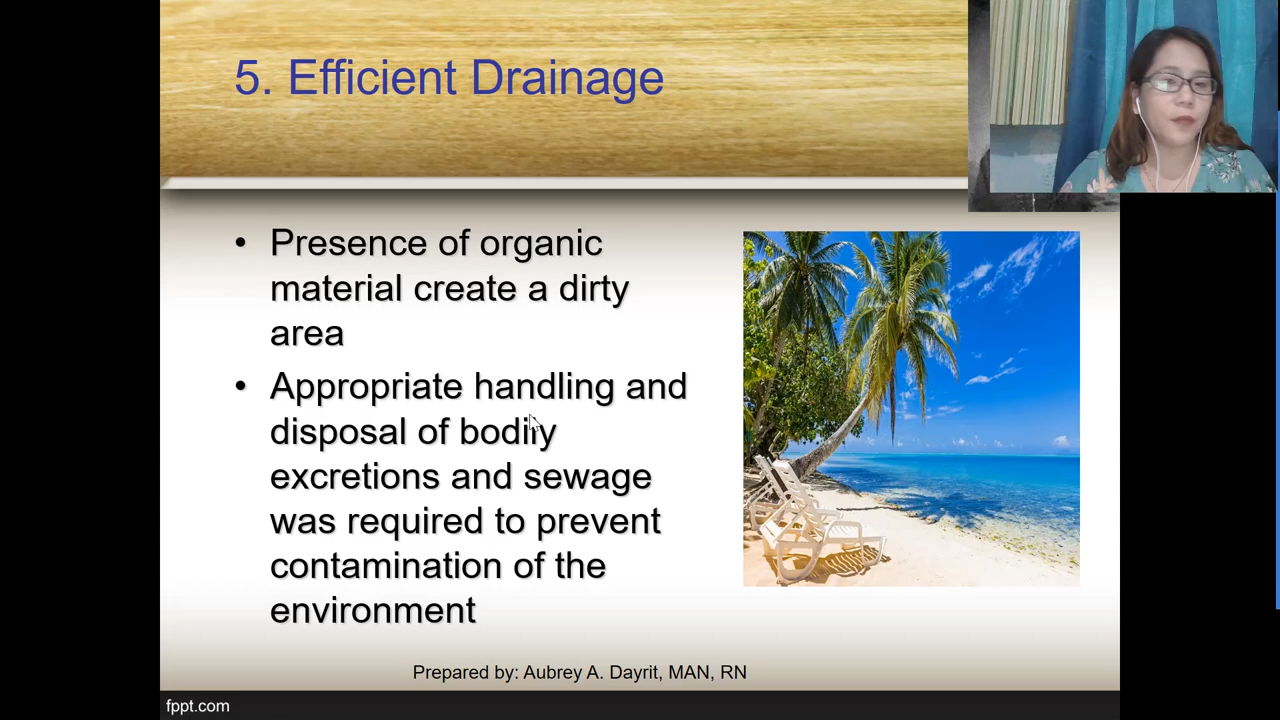 5. Efficient Drainage
• Presence of organic
material create a dirty
area
• Appropriate handling and
disposal of bodily
excretions and sewage
was required to prevent
contamination of the
environment
Prepared by: Aubrey A. Dayrit, MAN, RN
fppt.com